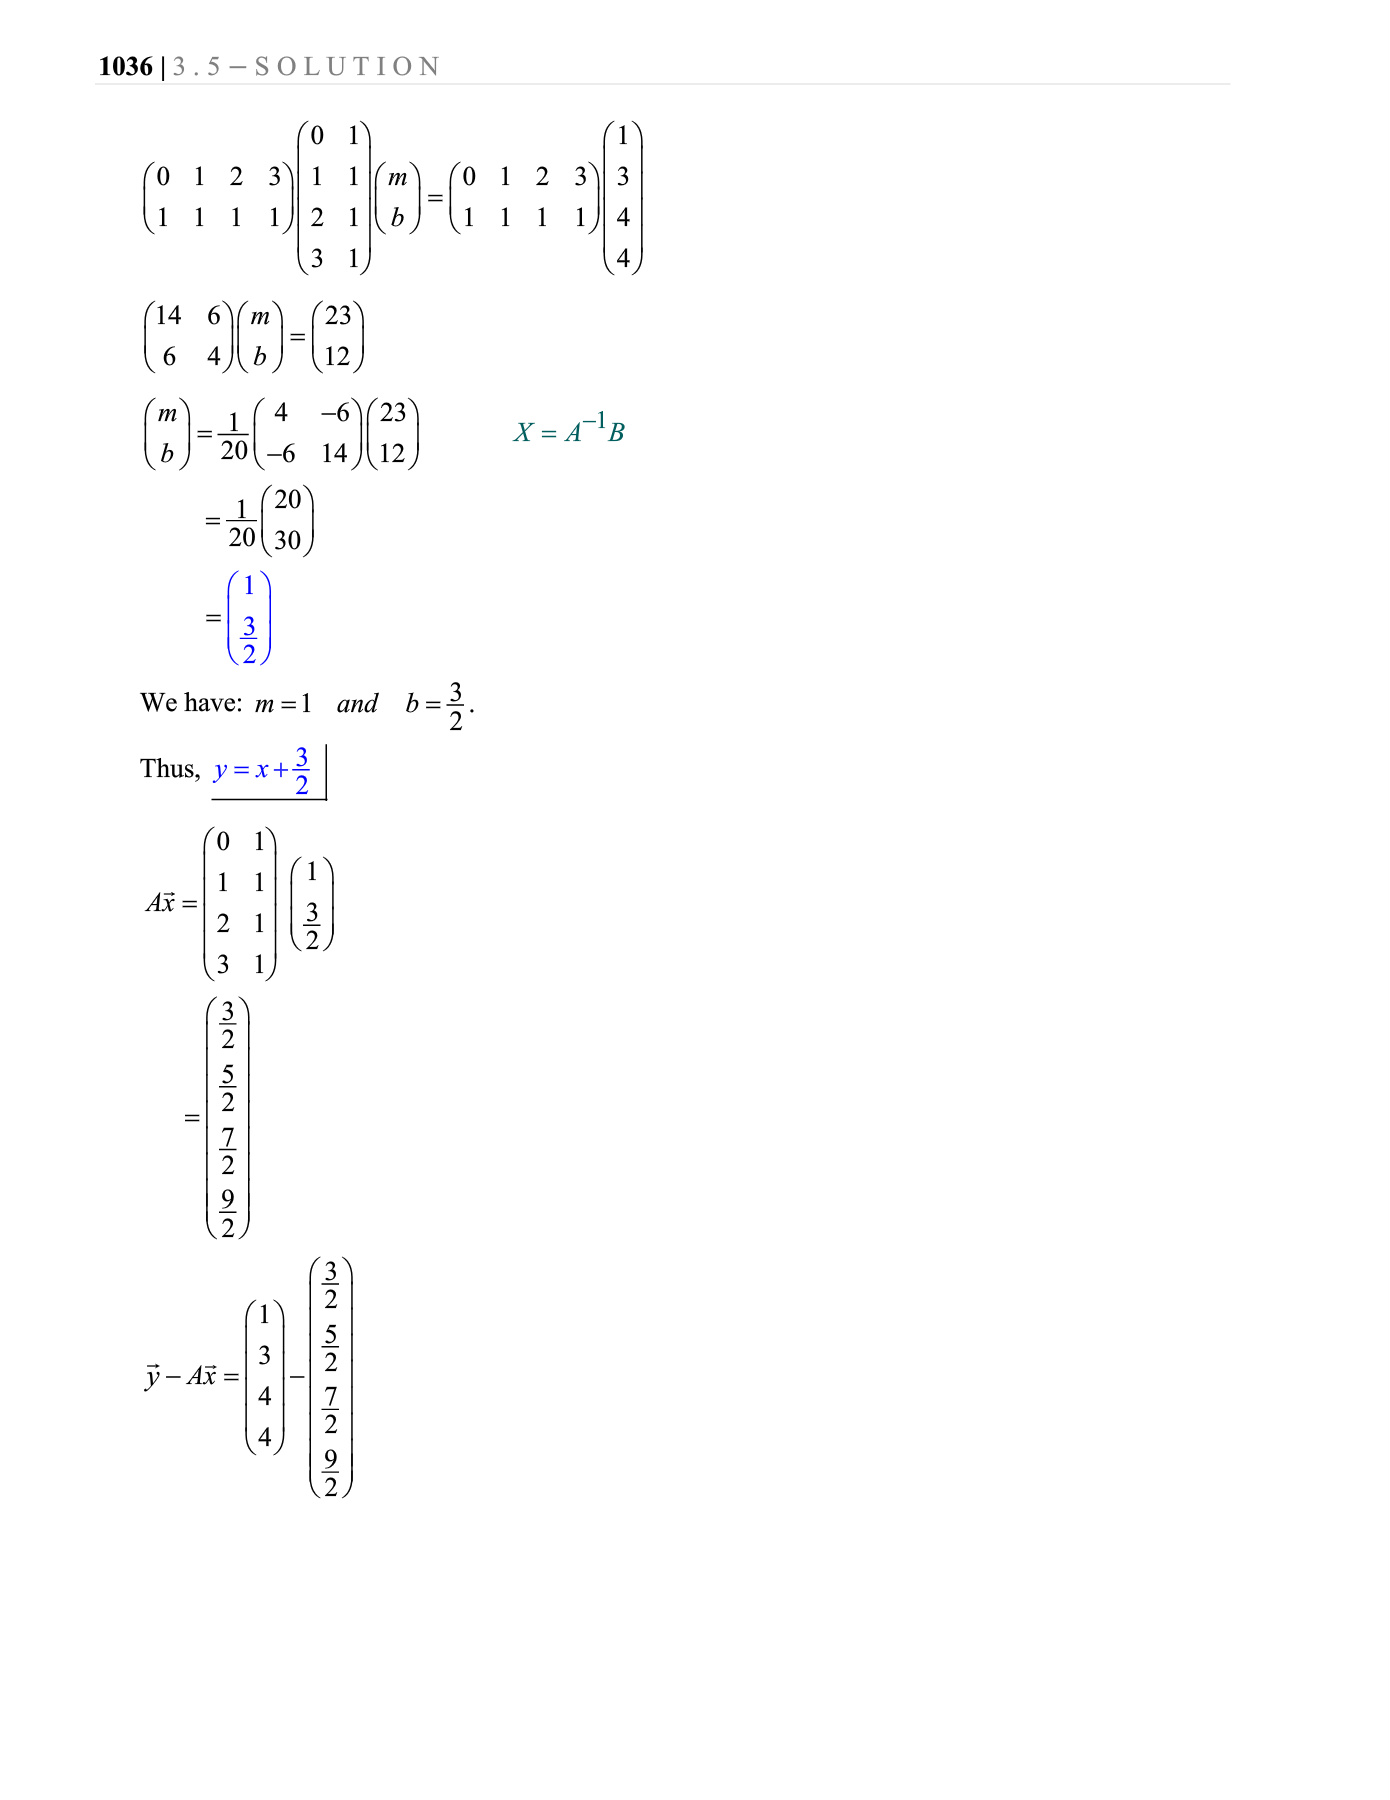 1036 | 3.5 – SOLUTION
$\begin{pmatrix} 0 & 1 & 2 & 3 \\ 1 & 1 & 1 & 1 \end{pmatrix} \begin{pmatrix} 0 & 1 \\ 1 & 1 \\ 2 & 1 \\ 3 & 1 \end{pmatrix} \begin{pmatrix} m \\ b \end{pmatrix} = \begin{pmatrix} 0 & 1 & 2 & 3 \\ 1 & 1 & 1 & 1 \end{pmatrix} \begin{pmatrix} 1 \\ 3 \\ 4 \\ 4 \end{pmatrix}$
$\begin{pmatrix} 14 & 6 \\ 6 & 4 \end{pmatrix} \begin{pmatrix} m \\ b \end{pmatrix} = \begin{pmatrix} 23 \\ 12 \end{pmatrix}$
$\begin{pmatrix} m \\ b \end{pmatrix} = \frac{1}{20} \begin{pmatrix} 4 & -6 \\ -6 & 14 \end{pmatrix} \begin{pmatrix} 23 \\ 12 \end{pmatrix} \qquad X = A^{-1}B$
$= \frac{1}{20} \begin{pmatrix} 20 \\ 30 \end{pmatrix}$
$= \begin{pmatrix} 1 \\ \frac{3}{2} \end{pmatrix}$
We have: $m = 1$ and $b = \frac{3}{2}$.
Thus, $y = x + \frac{3}{2}$
$A\vec{x} = \begin{pmatrix} 0 & 1 \\ 1 & 1 \\ 2 & 1 \\ 3 & 1 \end{pmatrix} \begin{pmatrix} 1 \\ \frac{3}{2} \end{pmatrix}$
$= \begin{pmatrix} \frac{3}{2} \\ \frac{5}{2} \\ \frac{7}{2} \\ \frac{9}{2} \end{pmatrix}$
$\vec{y} - A\vec{x} = \begin{pmatrix} 1 \\ 3 \\ 4 \\ 4 \end{pmatrix} - \begin{pmatrix} \frac{3}{2} \\ \frac{5}{2} \\ \frac{7}{2} \\ \frac{9}{2} \end{pmatrix}$